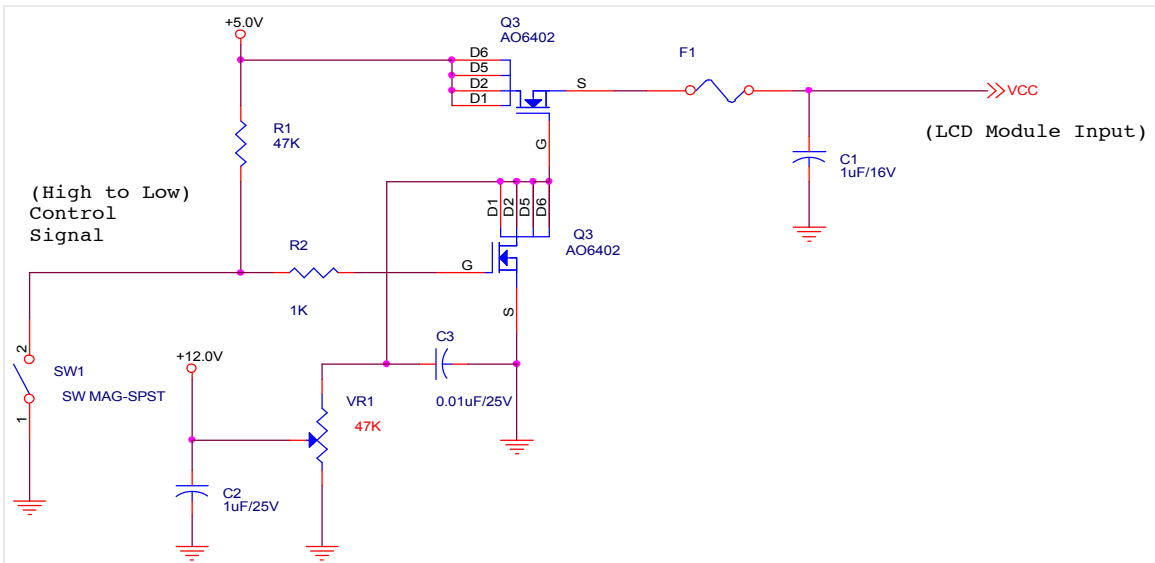 +5.0V
Q3
AO6402
D6
D5
D2
D1
S
G
F1
VCC
(LCD Module Input)
C1
1uF/16V
R1
47K
(High to Low)
Control
Signal
D1
D2
D5
D6
Q3
AO6402
R2
1K
G
S
SW1
SW MAG-SPST
2
1
+12.0V
C3
0.01uF/25V
VR1
47K
C2
1uF/25V